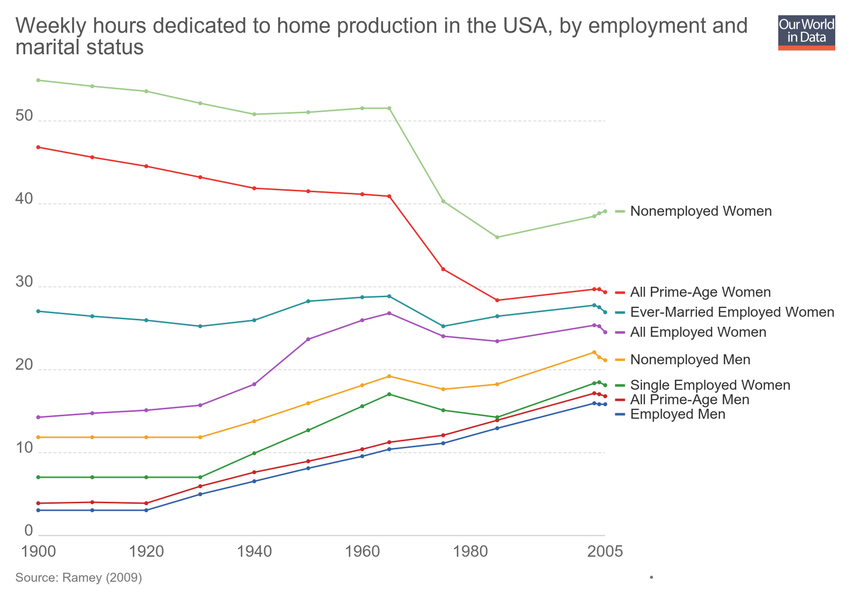 Weekly hours dedicated to home production in the USA, by employment and
marital status
Our World
in Data
50
40
30
20
10
0
1900
1920
1940
1960
1980
2005
Nonemployed Women
All Prime-Age Women
Ever-Married Employed Women
All Employed Women
Nonemployed Men
Single Employed Women
All Prime-Age Men
Employed Men
Source: Ramey (2009)